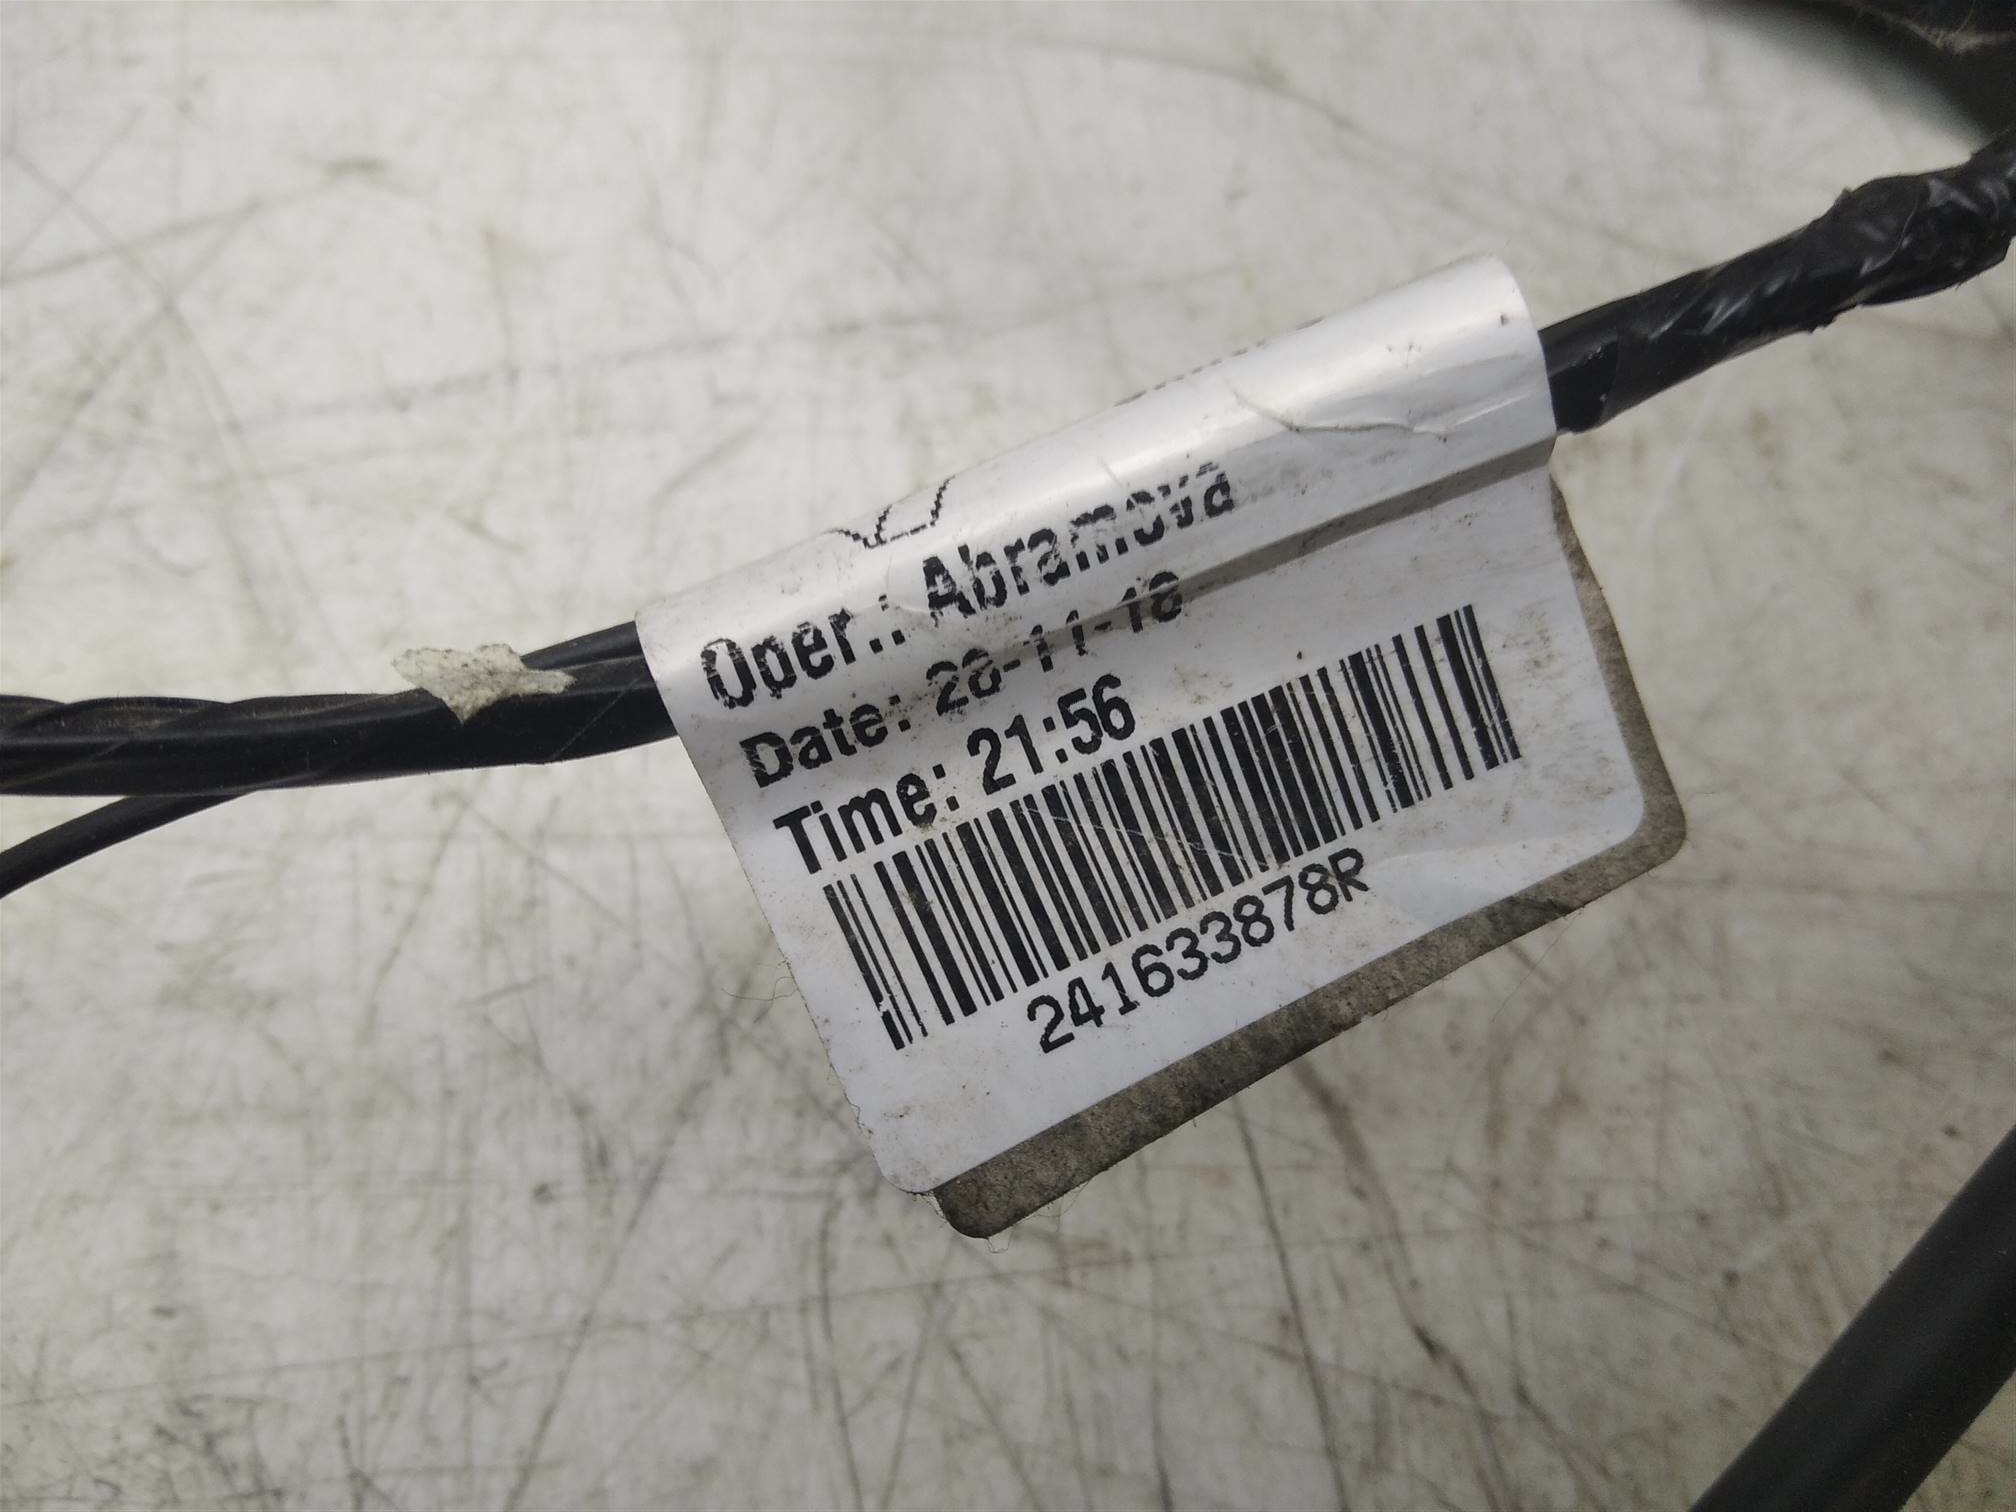 Oper.: Abramova
Date: 28-11-18
Time: 21:56
241633878R